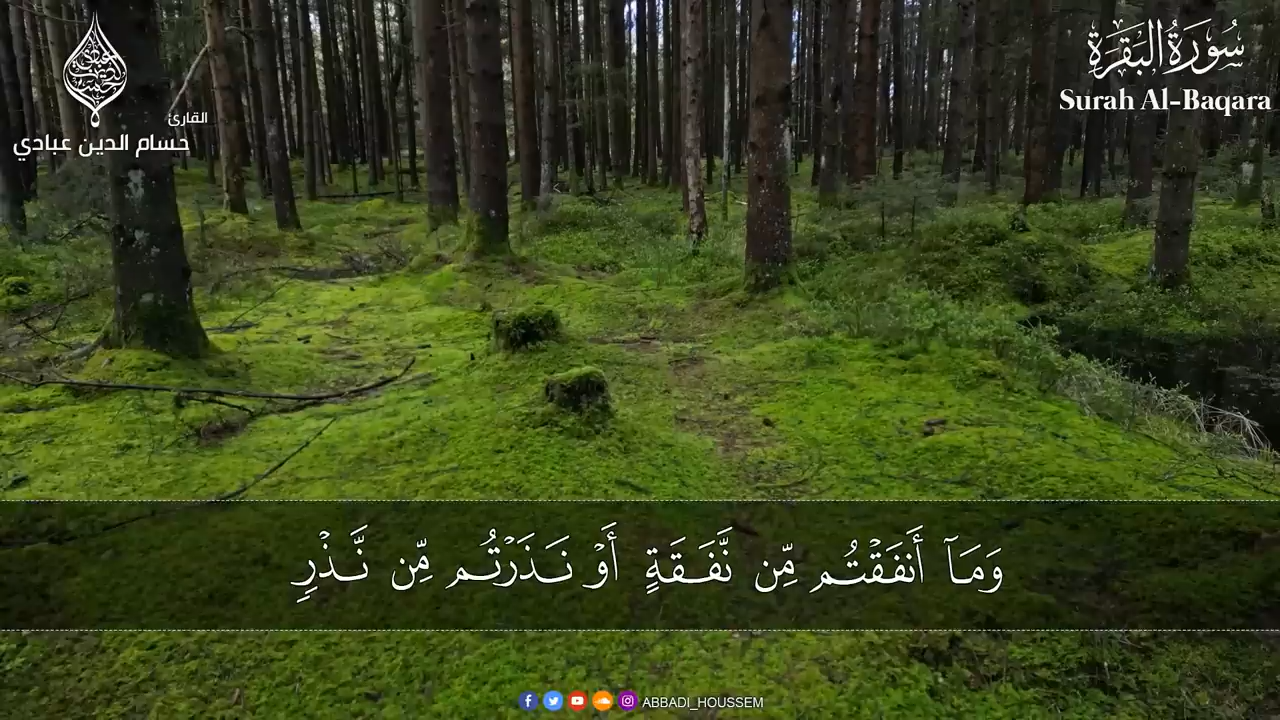 سُورَةُ البَقَرَةِ
Surah Al-Baqara
القارئ
حسام الدين عبادي
وَمَآ أَنفَقْتُم مِّن نَّفَقَةٍ أَوْ نَذَرْتُم مِّن نَّذْرٍ
ABBADI_HOUSSEM